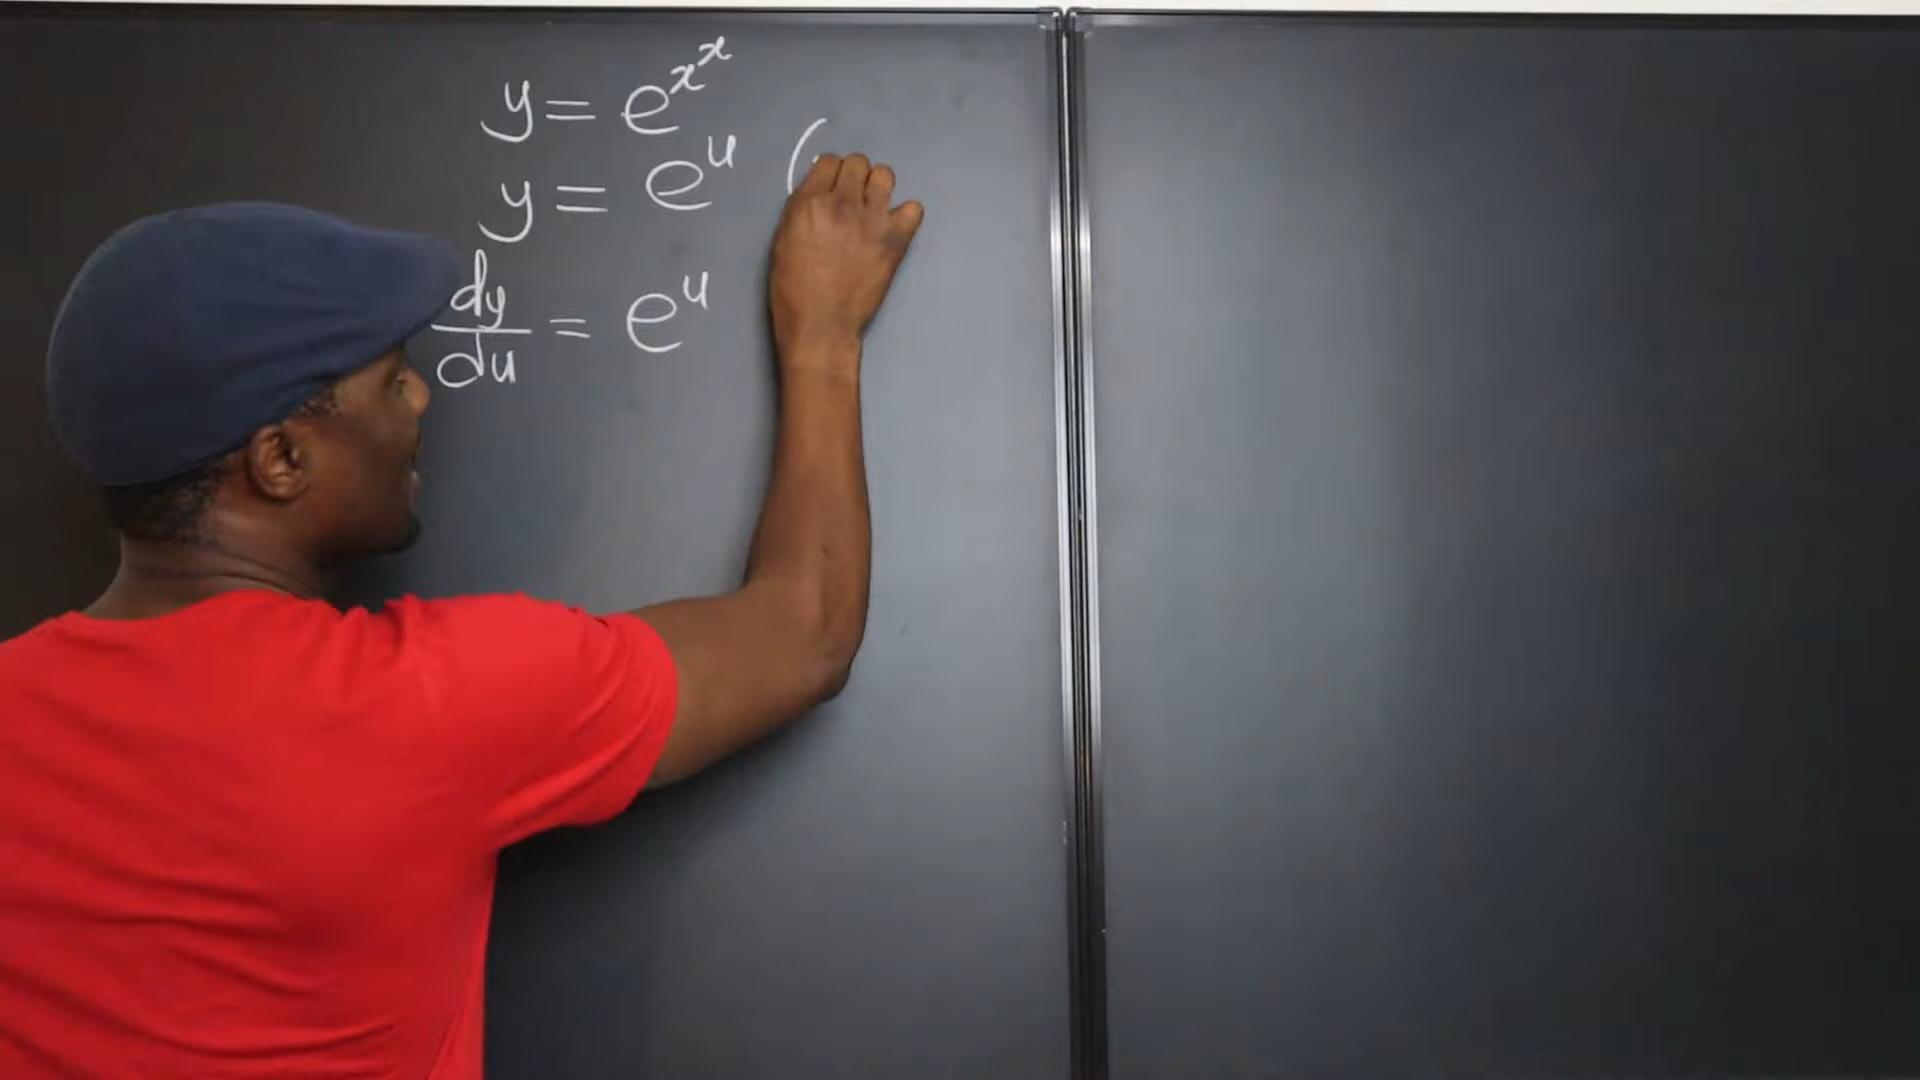 y = e^{x^x}
y = e^u (
dy/du = e^u